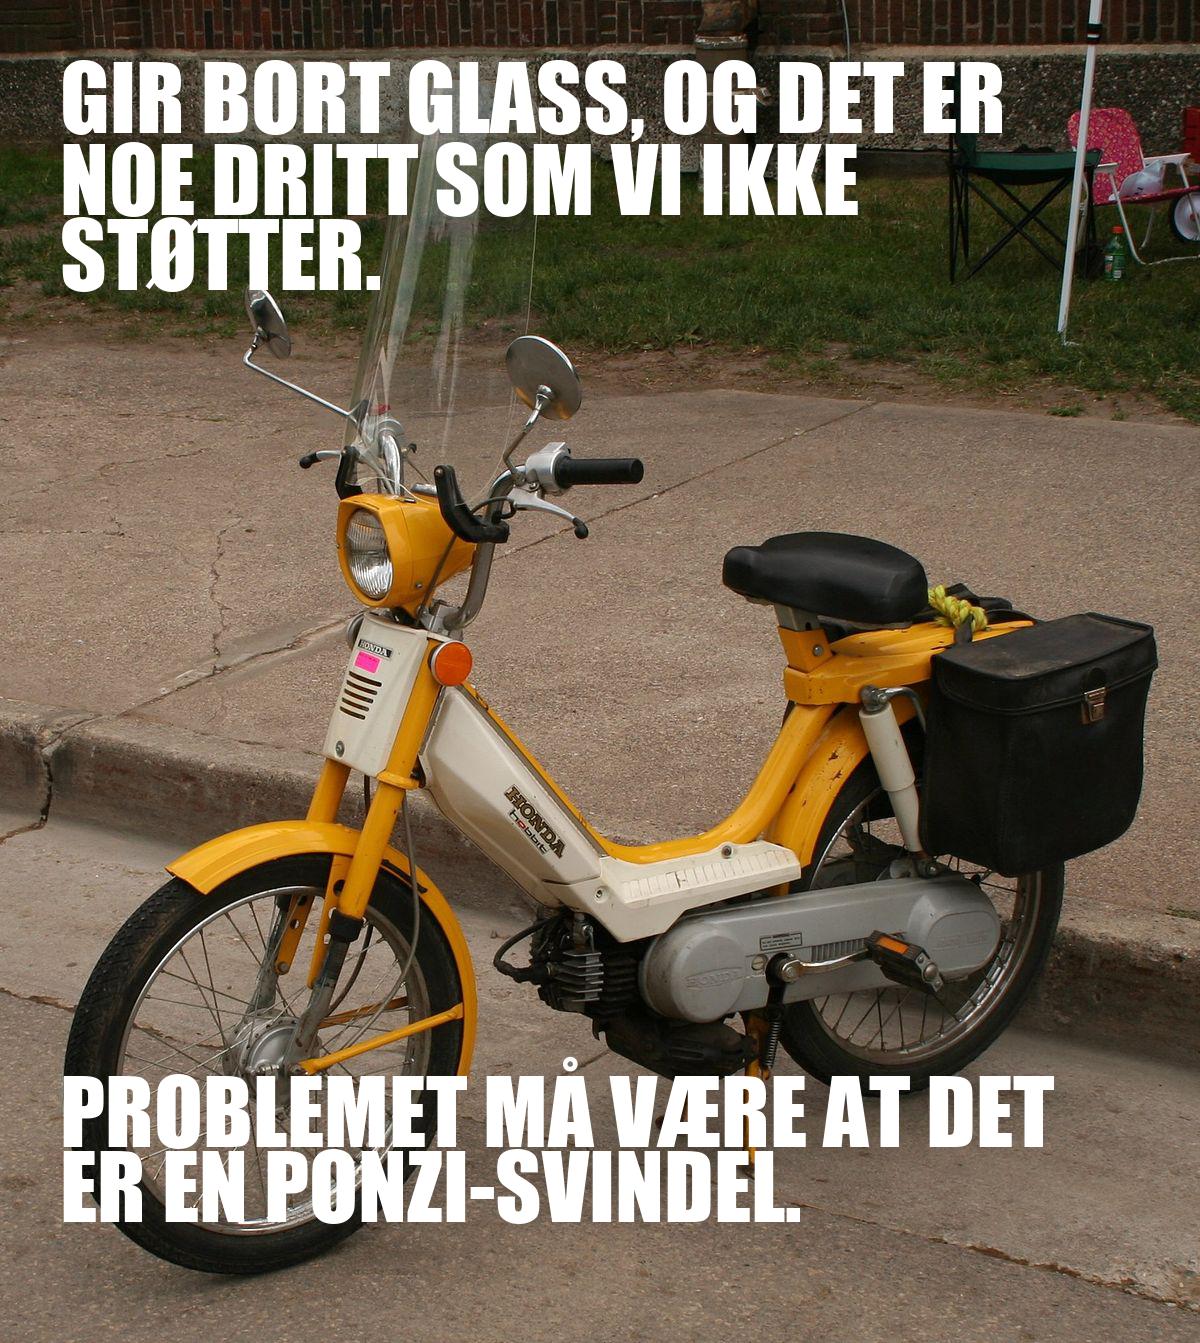 GIR BORT GLASS, OG DET ER
NOE DRITT SOM VI IKKE
STØTTER.
HONDA
HONDA
hobbit
HONDA
PROBLEMET MÅ VÆRE AT DET
ER EN PONZI-SVINDEL.